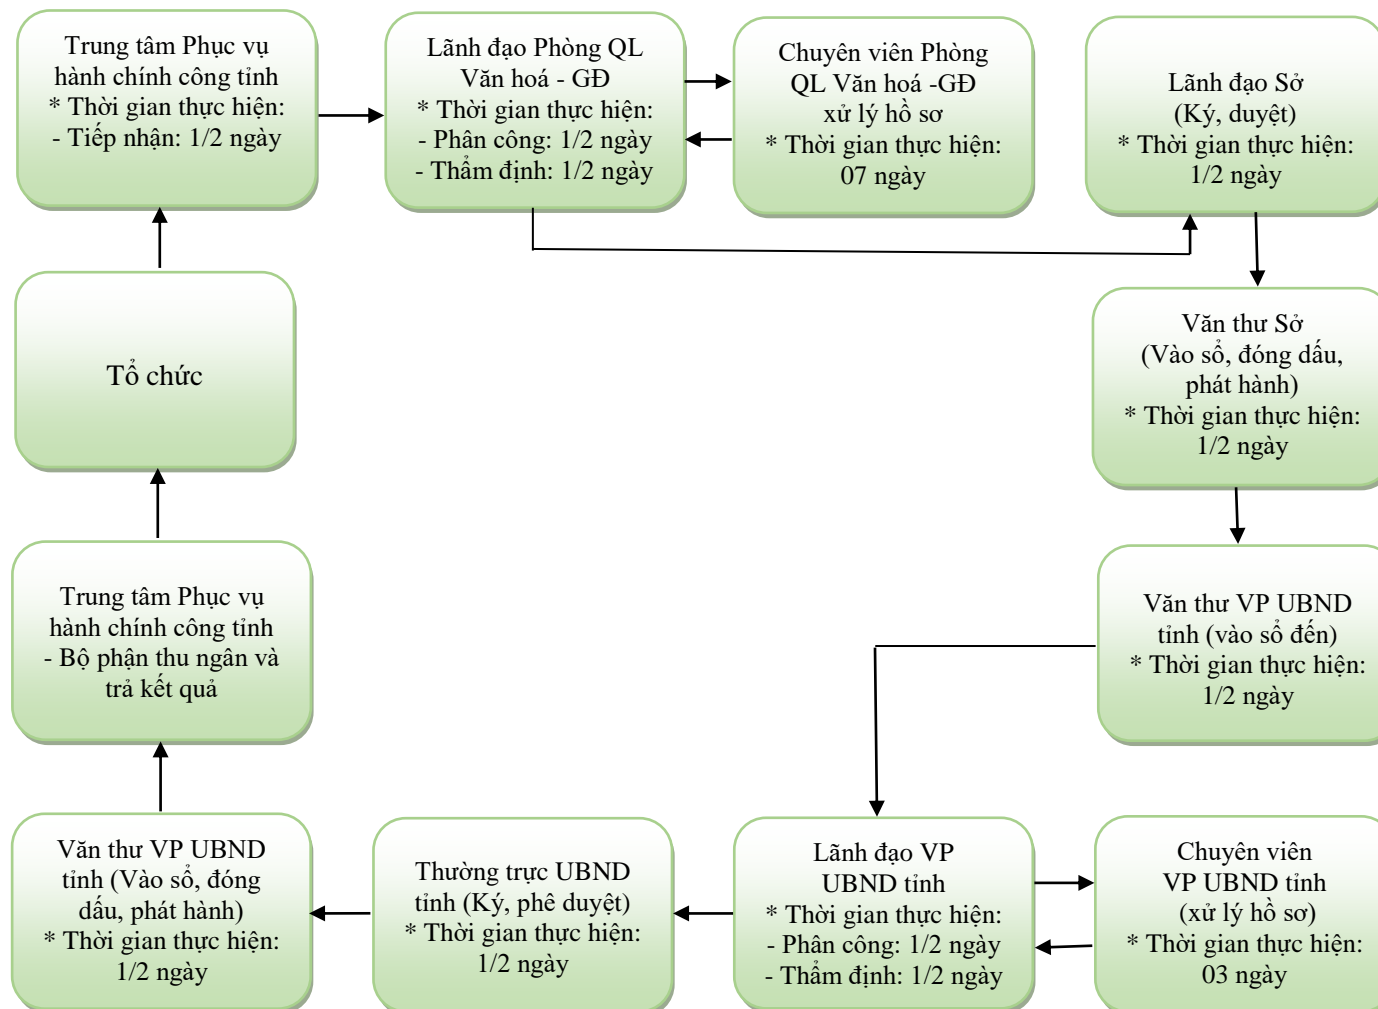 Trung tâm Phục vụ
hành chính công tỉnh
* Thời gian thực hiện:
- Tiếp nhận: 1/2 ngày
Lãnh đạo Phòng QL
Văn hoá - GĐ
* Thời gian thực hiện:
- Phân công: 1/2 ngày
- Thẩm định: 1/2 ngày
Chuyên viên Phòng
QL Văn hoá -GĐ
xử lý hồ sơ
* Thời gian thực hiện:
07 ngày
Lãnh đạo Sở
(Ký, duyệt)
* Thời gian thực hiện:
1/2 ngày
Tổ chức
Văn thư Sở
(Vào sổ, đóng dấu,
phát hành)
* Thời gian thực hiện:
1/2 ngày
Trung tâm Phục vụ
hành chính công tỉnh
- Bộ phận thu ngân và
trả kết quả
Văn thư VP UBND
tỉnh (vào sổ đến)
* Thời gian thực hiện:
1/2 ngày
Văn thư VP UBND
tỉnh (Vào sổ, đóng
dấu, phát hành)
* Thời gian thực hiện:
1/2 ngày
Thường trực UBND
tỉnh (Ký, phê duyệt)
* Thời gian thực hiện:
1/2 ngày
Lãnh đạo VP
UBND tỉnh
* Thời gian thực hiện:
- Phân công: 1/2 ngày
- Thẩm định: 1/2 ngày
Chuyên viên
VP UBND tỉnh
(xử lý hồ sơ)
* Thời gian thực hiện:
03 ngày